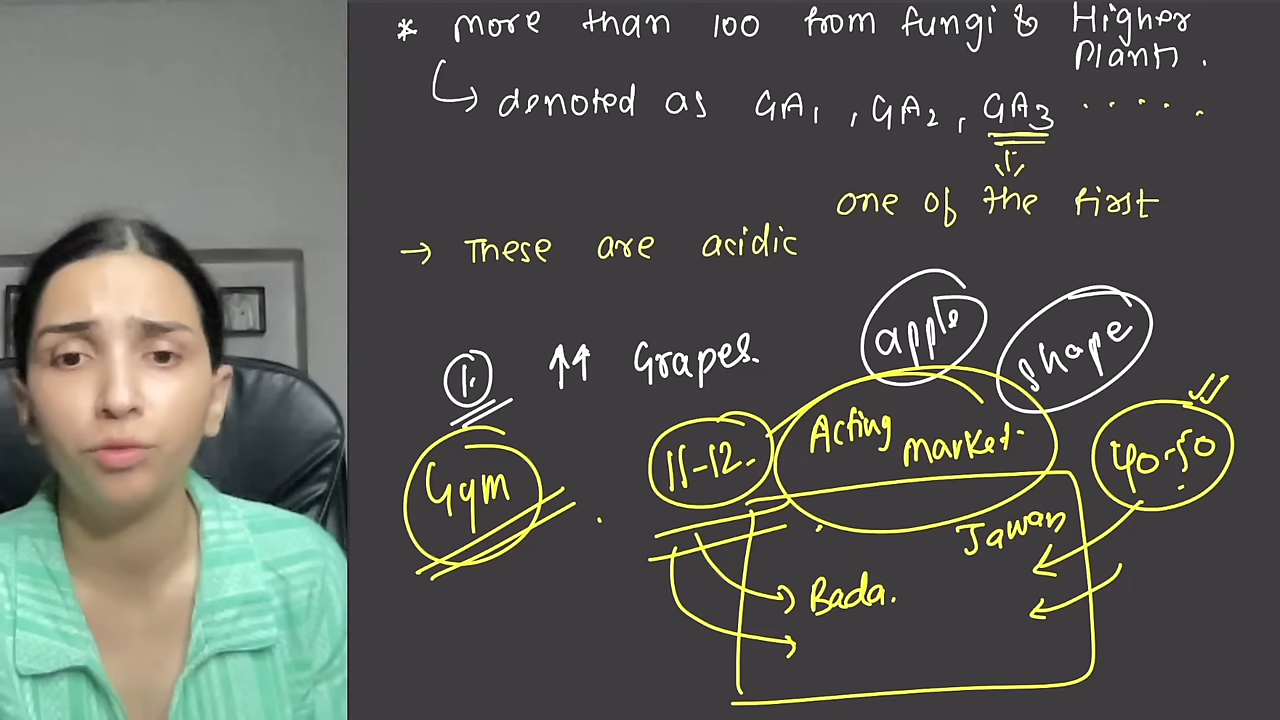 * more than 100 from fungi & Higher
Plants.
↳ denoted as GA1, GA2, GA3 ......
one of the first
→ These are acidic
1. ↑↑ Grapes.
apple
shape
Gym
11-12.
Acting
market.
40-50
Jawan
Bada.